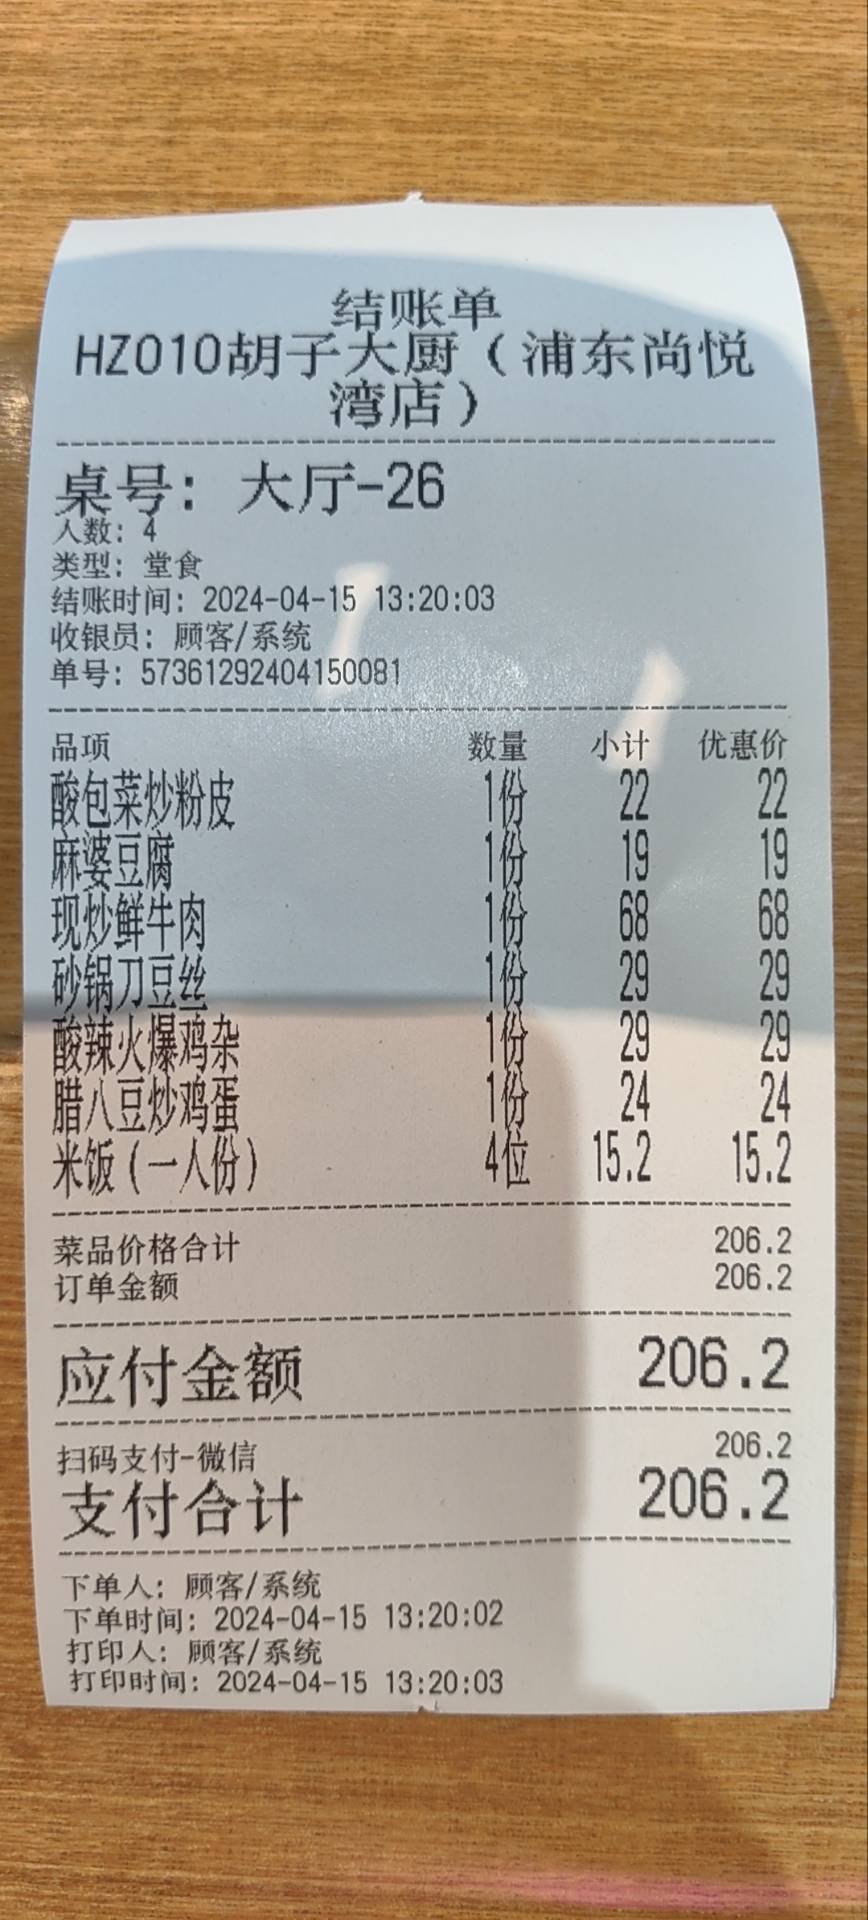 结账单
HZ010胡子大厨（浦东尚悦
湾店）
桌号：大厅-26
人数：4
类型：堂食
结账时间：2024-04-15 13:20:03
收银员：顾客/系统
单号：57361292404150081
品项 数量 小计 优惠价
酸包菜炒粉皮 1份 22 22
麻婆豆腐 1份 19 19
现炒鲜牛肉 1份 68 68
砂锅刀豆丝 1份 29 29
酸辣火爆鸡杂 1份 29 29
腊八豆炒鸡蛋 1份 24 24
米饭（一人份） 4位 15.2 15.2
菜品价格合计 206.2
订单金额 206.2
应付金额 206.2
扫码支付-微信 206.2
支付合计 206.2
下单人：顾客/系统
下单时间：2024-04-15 13:20:02
打印人：顾客/系统
打印时间：2024-04-15 13:20:03